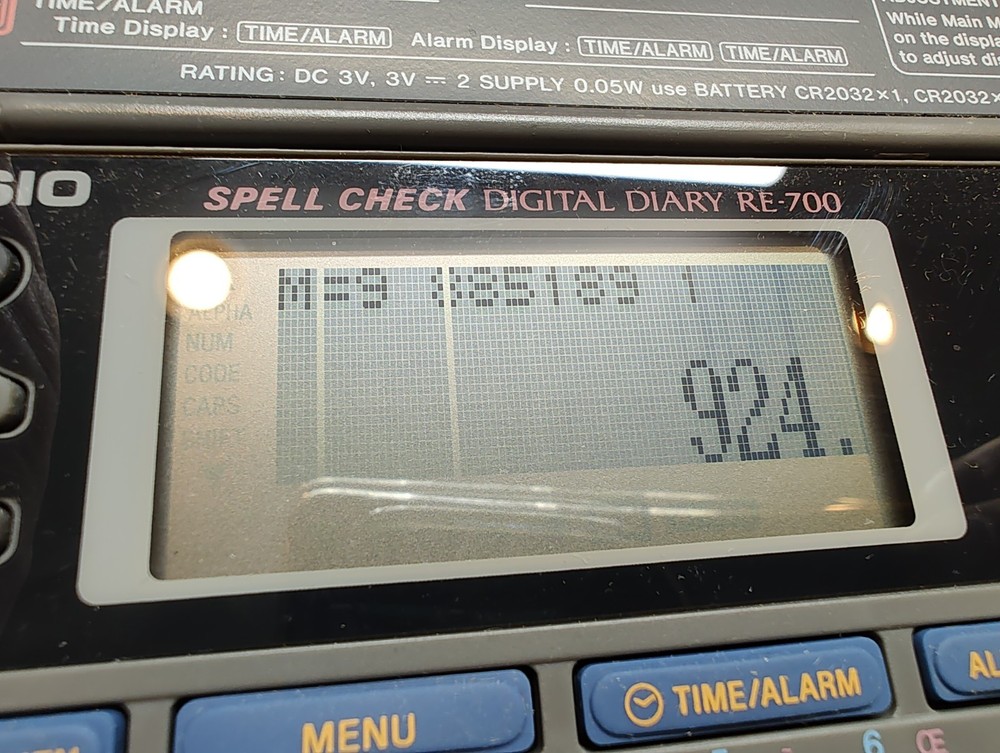 TIME/ALARM
Time Display : TIME/ALARM Alarm Display : TIME/ALARM TIME/ALARM
RATING : DC 3V, 3V ⎓ 2 SUPPLY 0.05W use BATTERY CR2032×1, CR2032×
While Main M
on the displa
to adjust di
SIO
SPELL CHECK DIGITAL DIARY RE-700
ALPHA
NUM
CODE
CAPS
SHIFT
924.
MENU
TIME/ALARM
AL
6 Œ